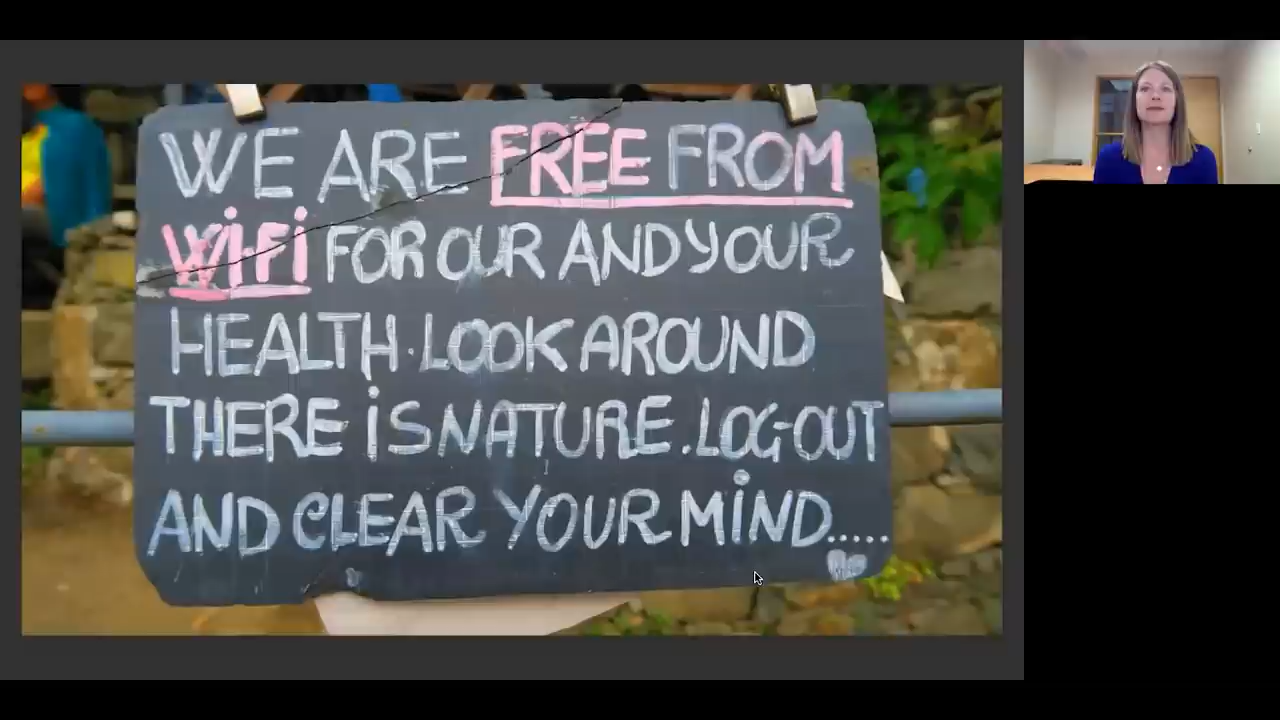 WE ARE FREE FROM
WiFi FOR OUR AND YOUR
HEALTH. LOOK AROUND
THERE iS NATURE. LOG-OUT
AND CLEAR YOUR MiND.....